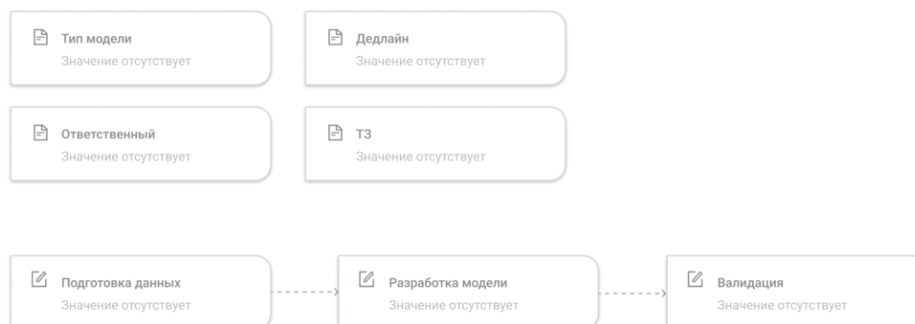 Тип модели
Значение отсутствует
Дедлайн
Значение отсутствует
Ответственный
Значение отсутствует
ТЗ
Значение отсутствует
Подготовка данных
Значение отсутствует
Разработка модели
Значение отсутствует
Валидация
Значение отсутствует